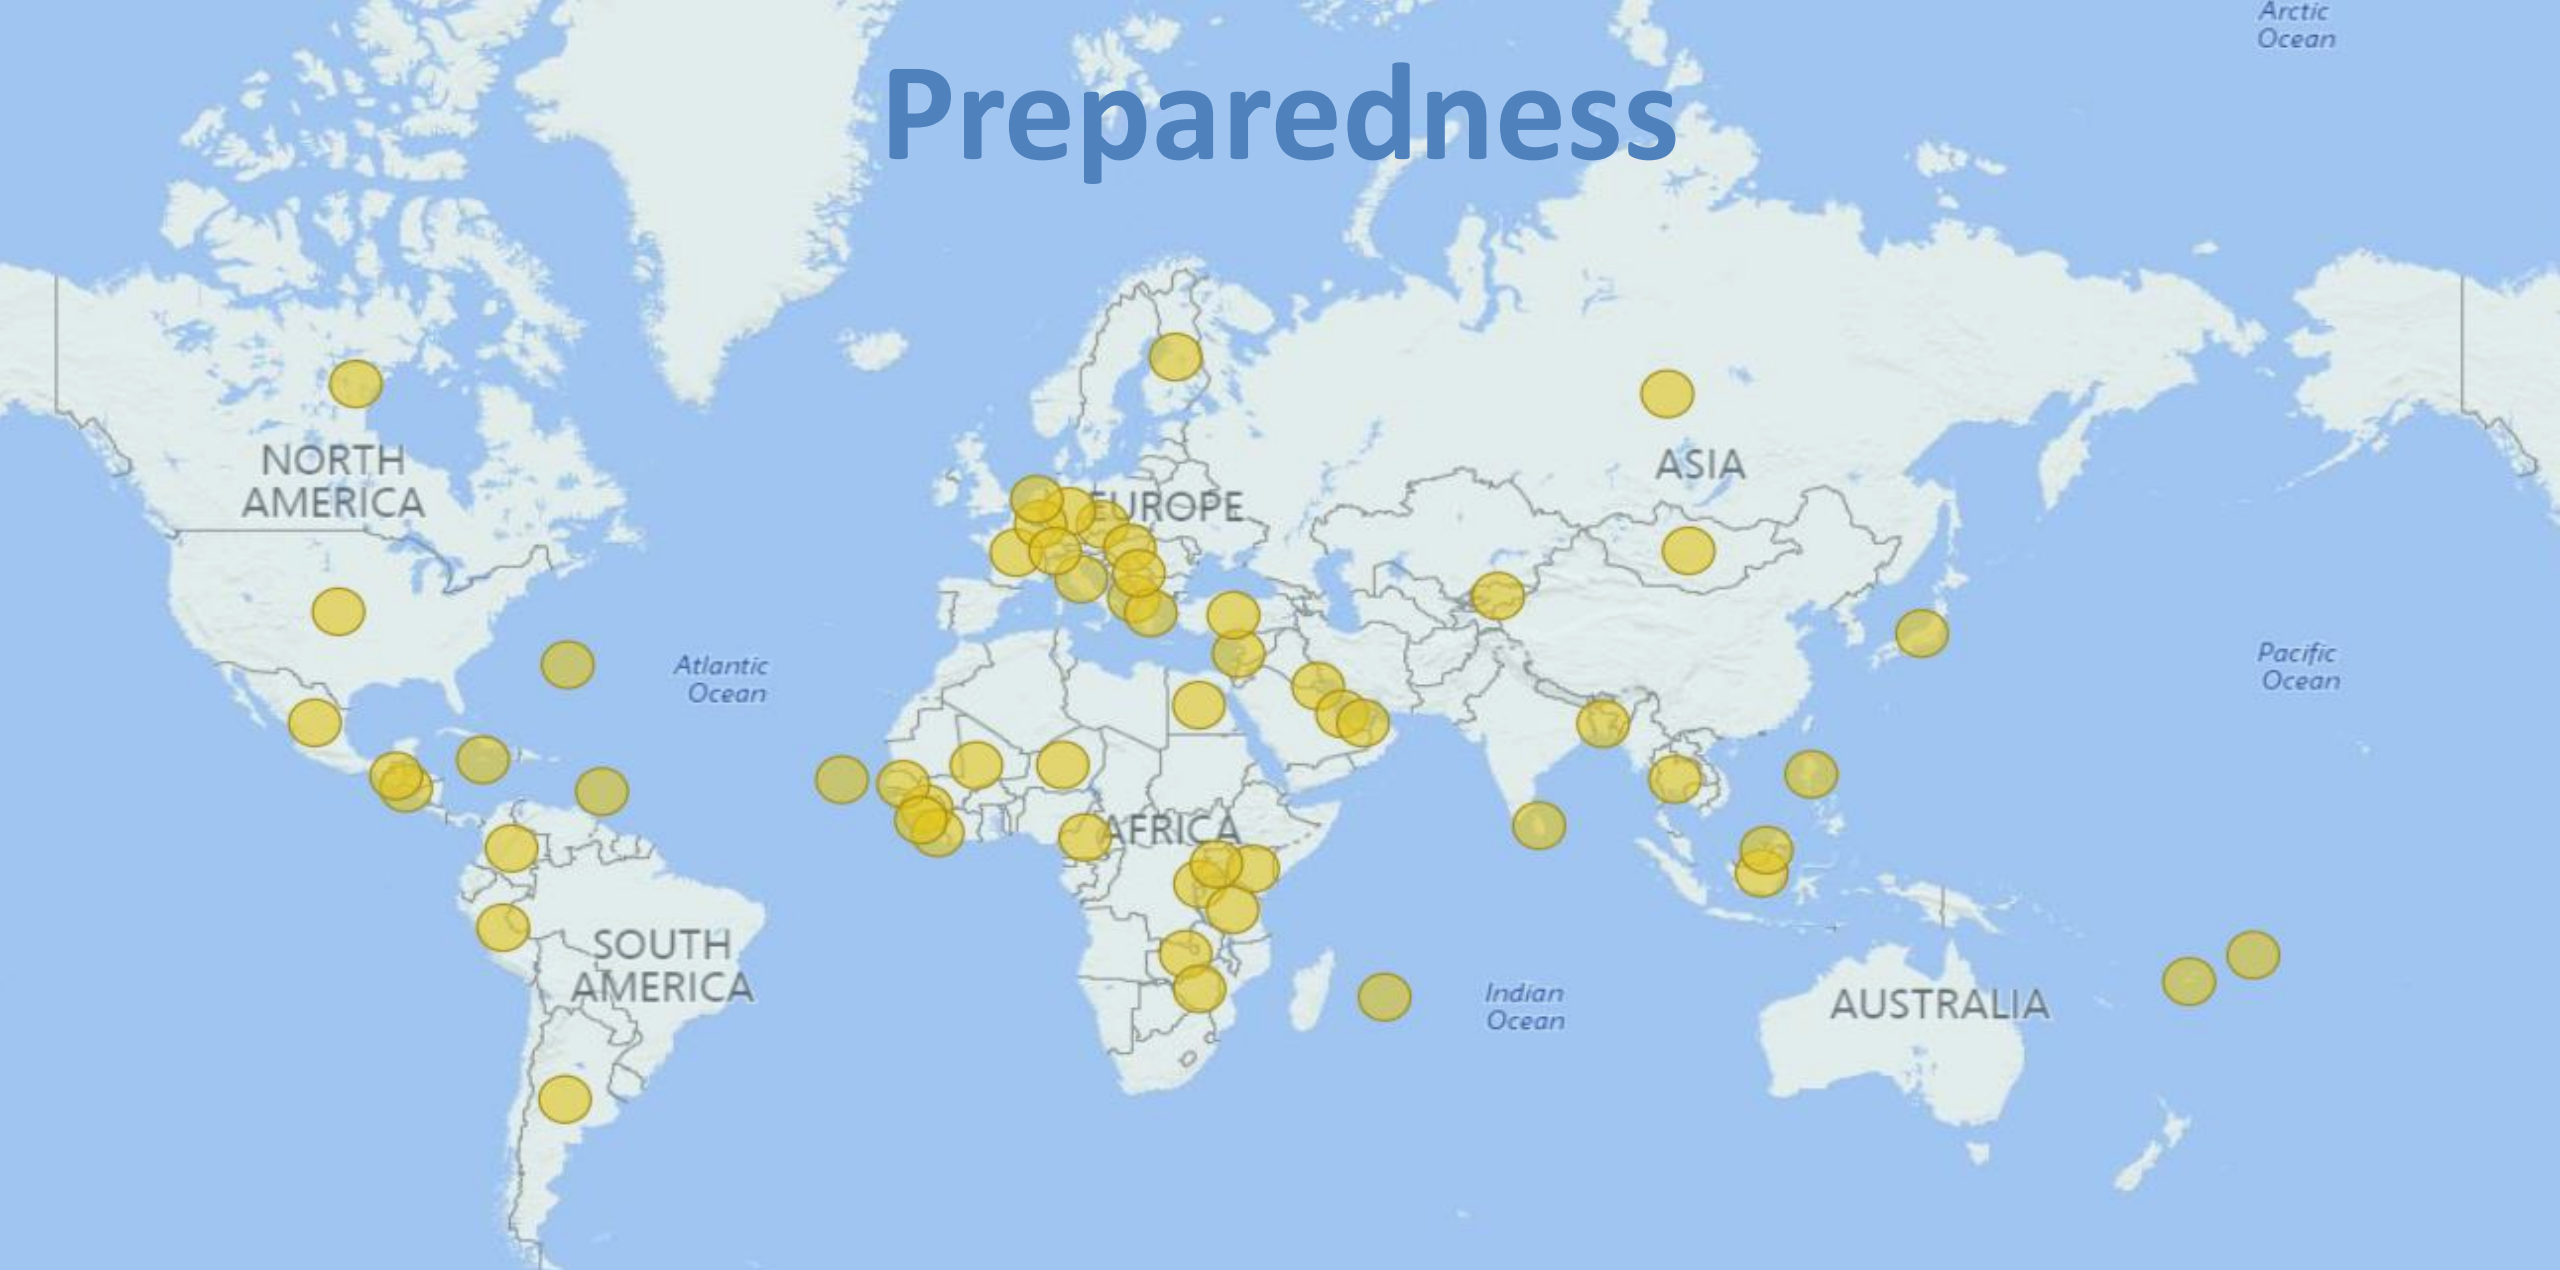 Arctic
Ocean
Preparedness
NORTH
AMERICA
EUROPE
ASIA
Atlantic
Ocean
Pacific
Ocean
AFRICA
SOUTH
AMERICA
Indian
Ocean
AUSTRALIA